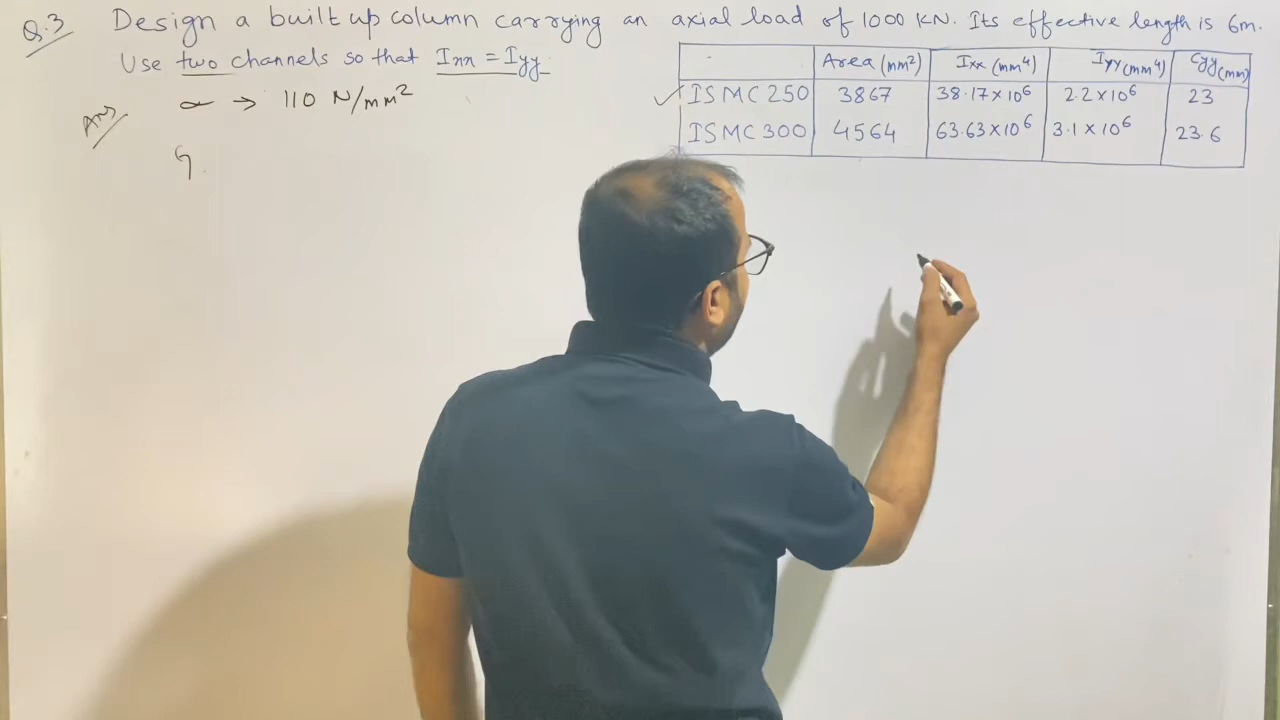 Q.3 Design a built up column carrying an axial load of 1000 KN. Its effective length is 6m.
Use two channels so that Ixx = Iyy.
Area (mm²) Ixx (mm⁴) Iyy (mm⁴) Cyy (mm)
✓ ISMC 250 3867 38.17×10⁶ 2.2×10⁶ 23
ISMC 300 4564 63.63×10⁶ 3.1×10⁶ 23.6
Ans → 110 N/mm²